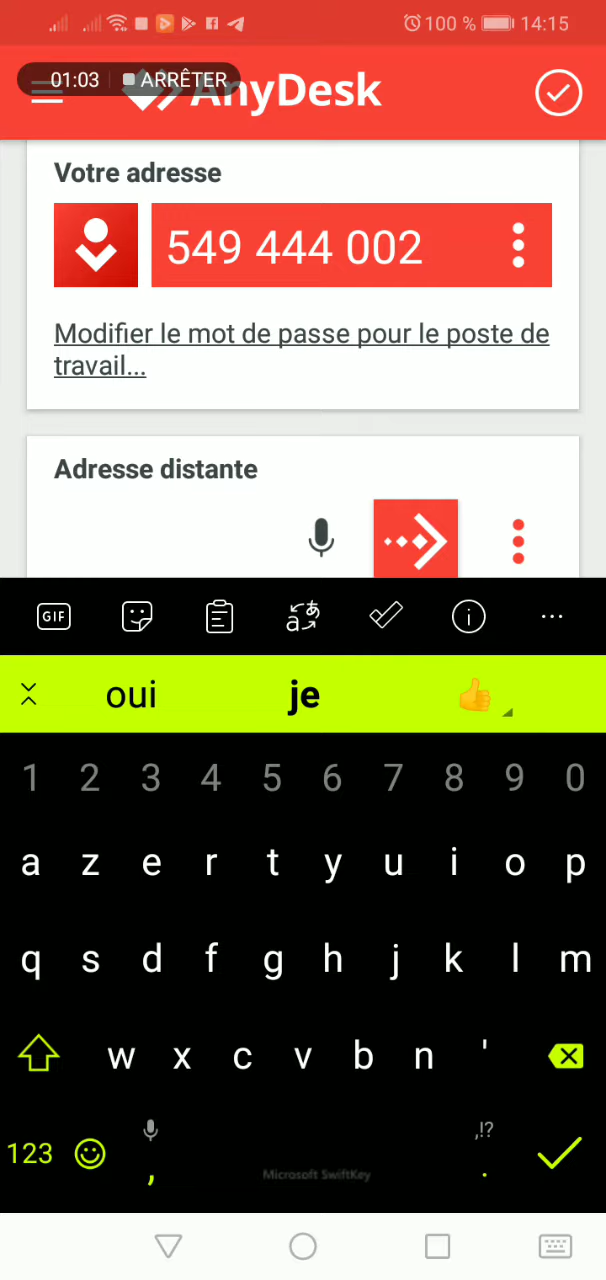 100 % 14:15
01:03 ARRÊTER
AnyDesk
Votre adresse
549 444 002
Modifier le mot de passe pour le poste de
travail...
Adresse distante
GIF
oui je
1 2 3 4 5 6 7 8 9 0
a z e r t y u i o p
q s d f g h j k l m
w x c v b n '
,!?
123 , Microsoft SwiftKey .